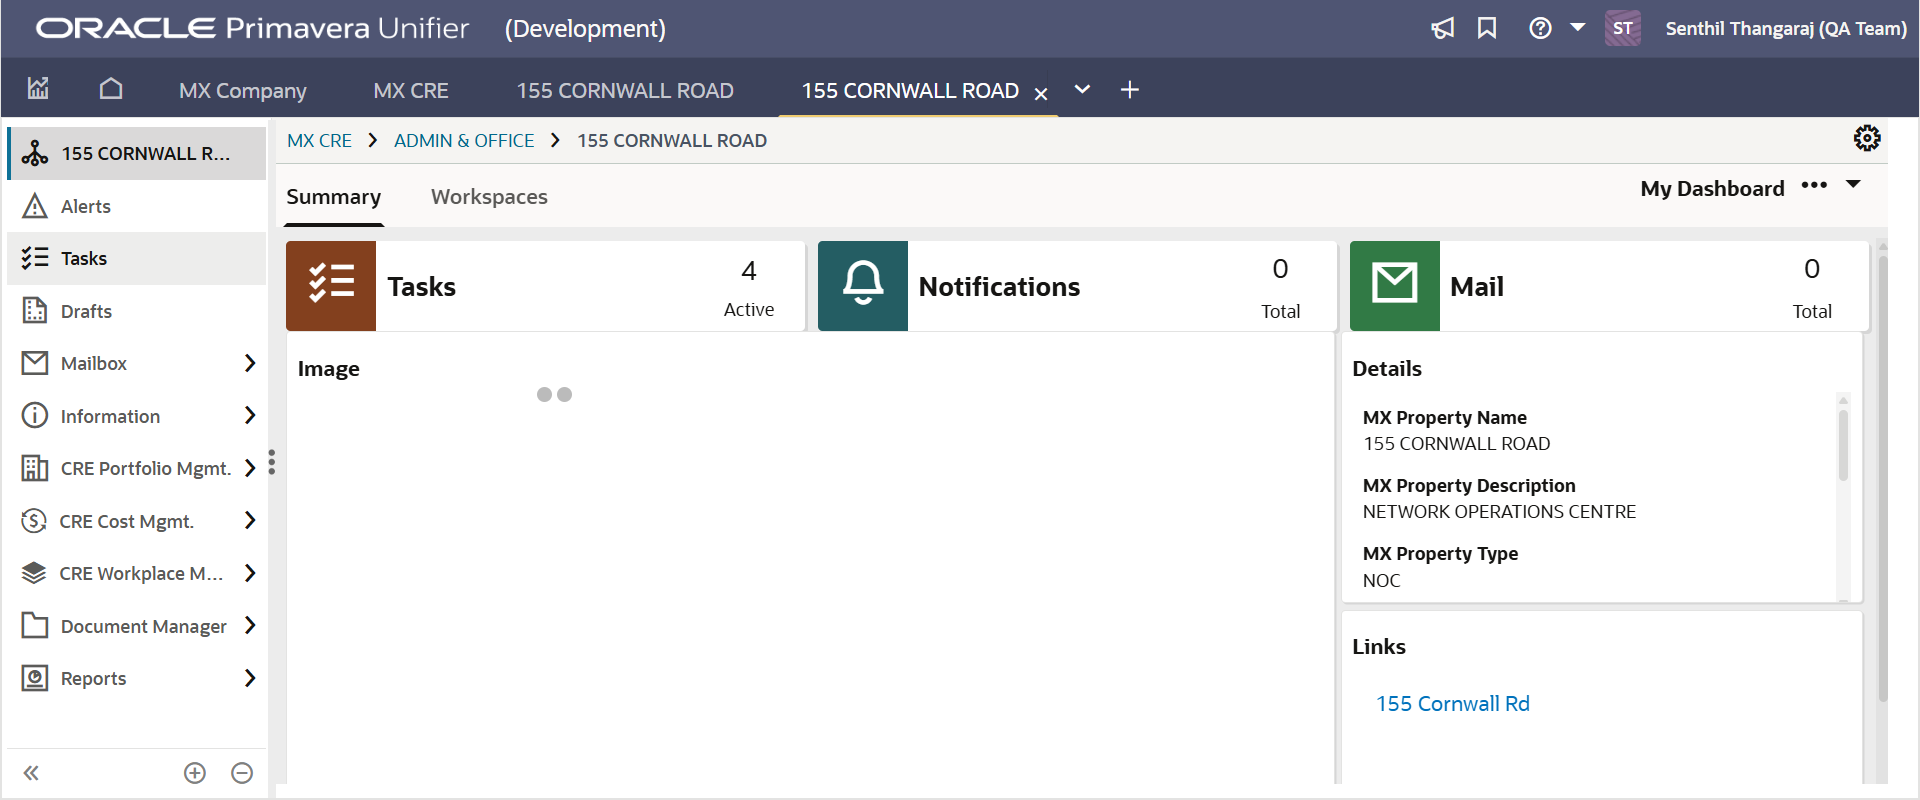 ORACLE Primavera Unifier (Development)
ST Senthil Thangaraj (QA Team)
MX Company MX CRE 155 CORNWALL ROAD 155 CORNWALL ROAD
155 CORNWALL R...
Alerts
Tasks
Drafts
Mailbox
Information
CRE Portfolio Mgmt.
CRE Cost Mgmt.
CRE Workplace M...
Document Manager
Reports
MX CRE ADMIN & OFFICE 155 CORNWALL ROAD
Summary Workspaces
My Dashboard
Tasks
4
Active
Notifications
0
Total
Mail
0
Total
Image
Details
MX Property Name
155 CORNWALL ROAD
MX Property Description
NETWORK OPERATIONS CENTRE
MX Property Type
NOC
Links
155 Cornwall Rd